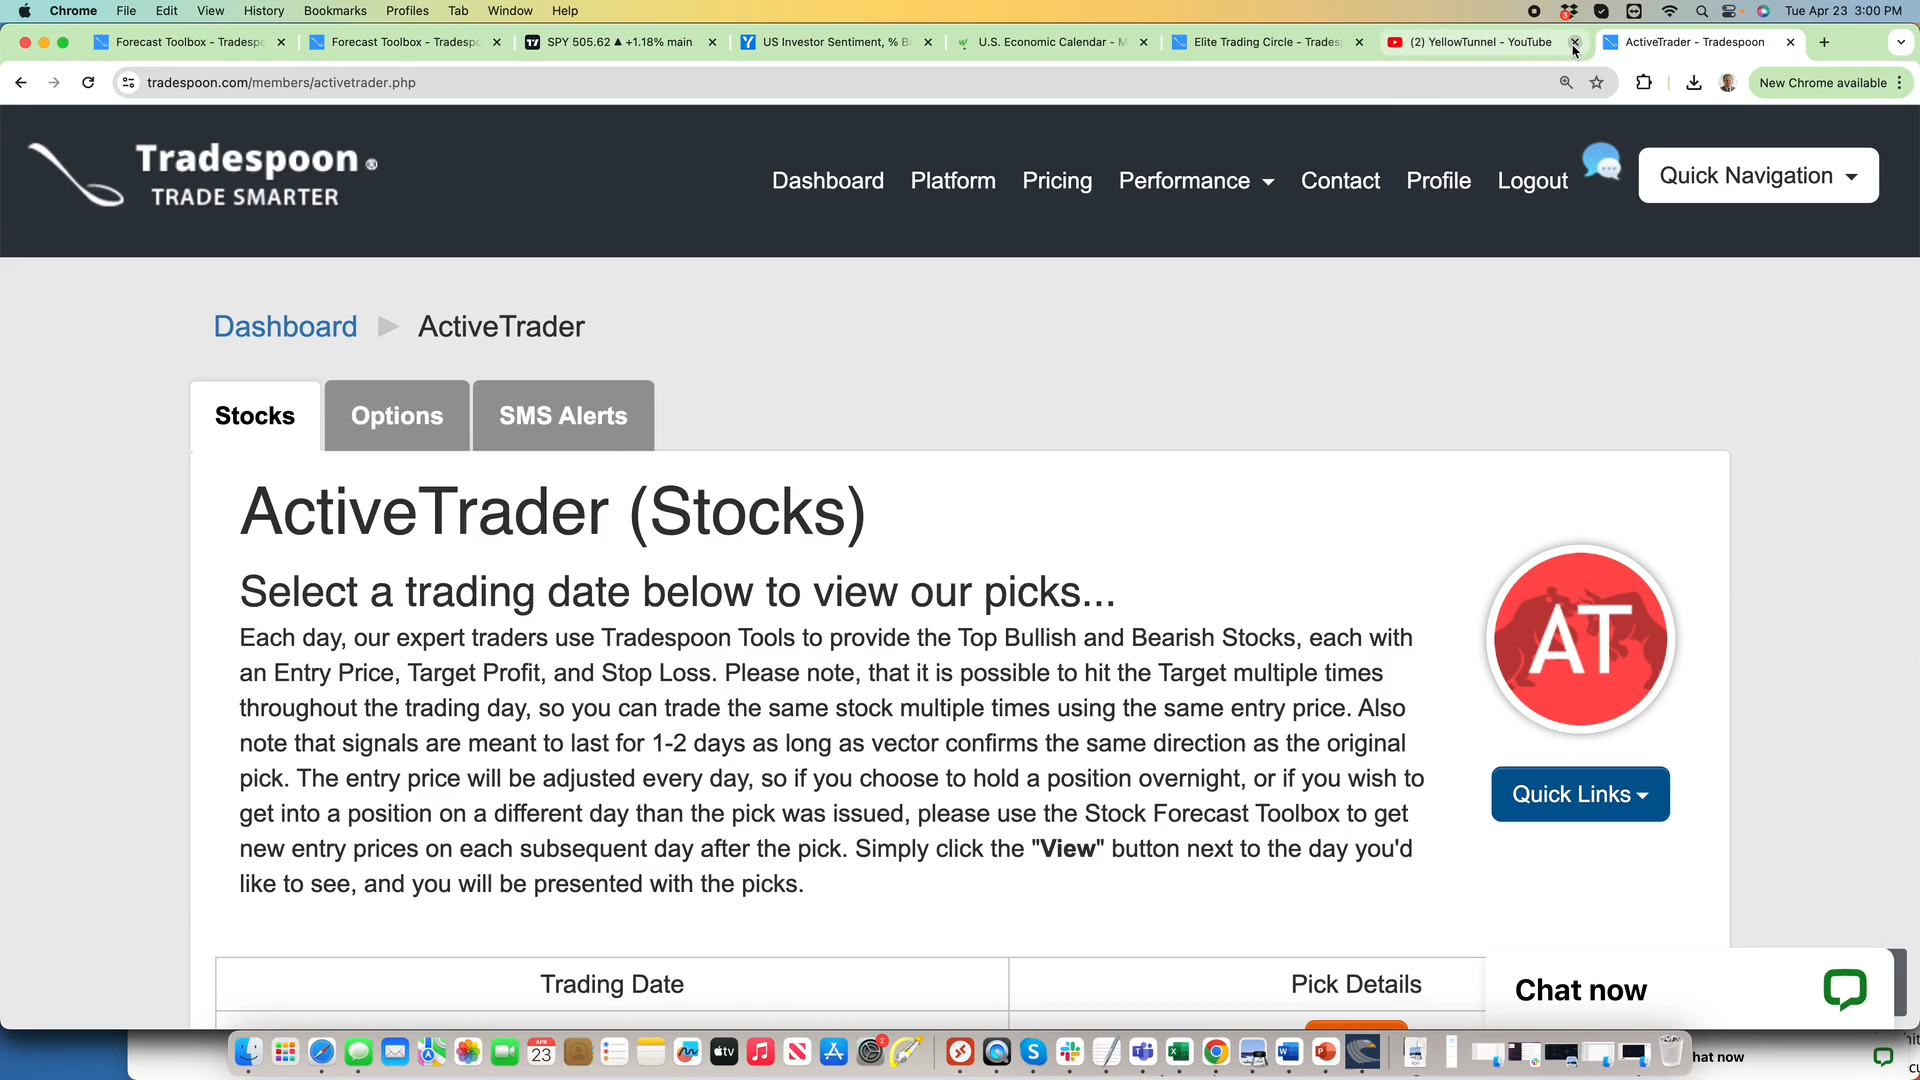 Chrome File Edit View History Bookmarks Profiles Tab Window Help 3 Tue Apr 23 3:00 PM
Forecast Toolbox - Tradespo Forecast Toolbox - Tradespo SPY 505.62 ▲ +1.18% main US Investor Sentiment, % B U.S. Economic Calendar - M Elite Trading Circle - Trades (2) YellowTunnel - YouTube ActiveTrader - Tradespoon
tradespoon.com/members/activetrader.php New Chrome available
Tradespoon ®
TRADE SMARTER
Dashboard Platform Pricing Performance Contact Profile Logout Quick Navigation
Dashboard ActiveTrader
Stocks Options SMS Alerts
ActiveTrader (Stocks)
Select a trading date below to view our picks...
Each day, our expert traders use Tradespoon Tools to provide the Top Bullish and Bearish Stocks, each with
an Entry Price, Target Profit, and Stop Loss. Please note, that it is possible to hit the Target multiple times
throughout the trading day, so you can trade the same stock multiple times using the same entry price. Also
note that signals are meant to last for 1-2 days as long as vector confirms the same direction as the original
pick. The entry price will be adjusted every day, so if you choose to hold a position overnight, or if you wish to
get into a position on a different day than the pick was issued, please use the Stock Forecast Toolbox to get
new entry prices on each subsequent day after the pick. Simply click the "View" button next to the day you'd
like to see, and you will be presented with the picks.
AT
Quick Links
Trading Date Pick Details
Chat now
APR
23
tv
2
hat now